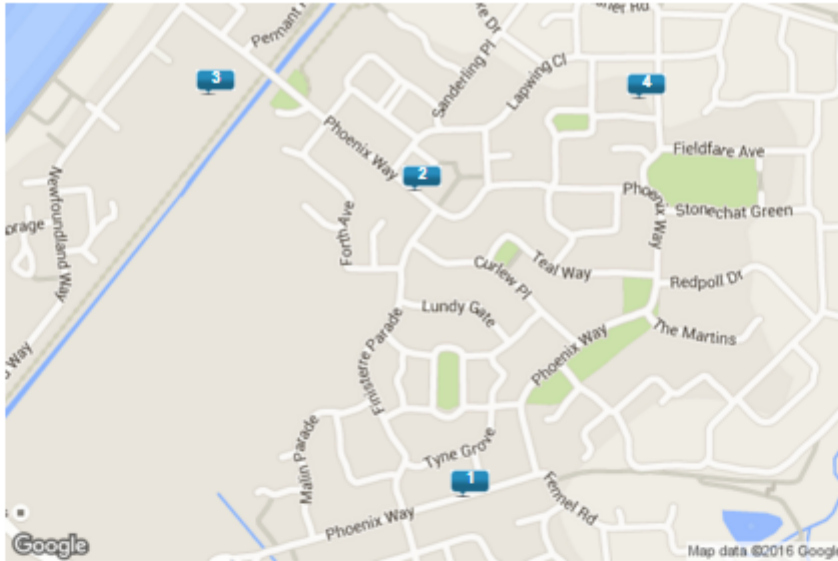 Pernant
Sanderling Pl
Lapwing Cl
3
4
Phoenix Way
2
Fieldfare Ave
Newfoundland Way
Forth Ave
Phoenix Way
Stonechat Green
Curlew Pl
Teal Way
Redpoll Dr
Lundy Gate
The Martins
Finisterre Parade
Phoenix Way
Malin Parade
Tyne Grove
1
Phoenix Way
Fennel Rd
Google
Map data ©2016 Google